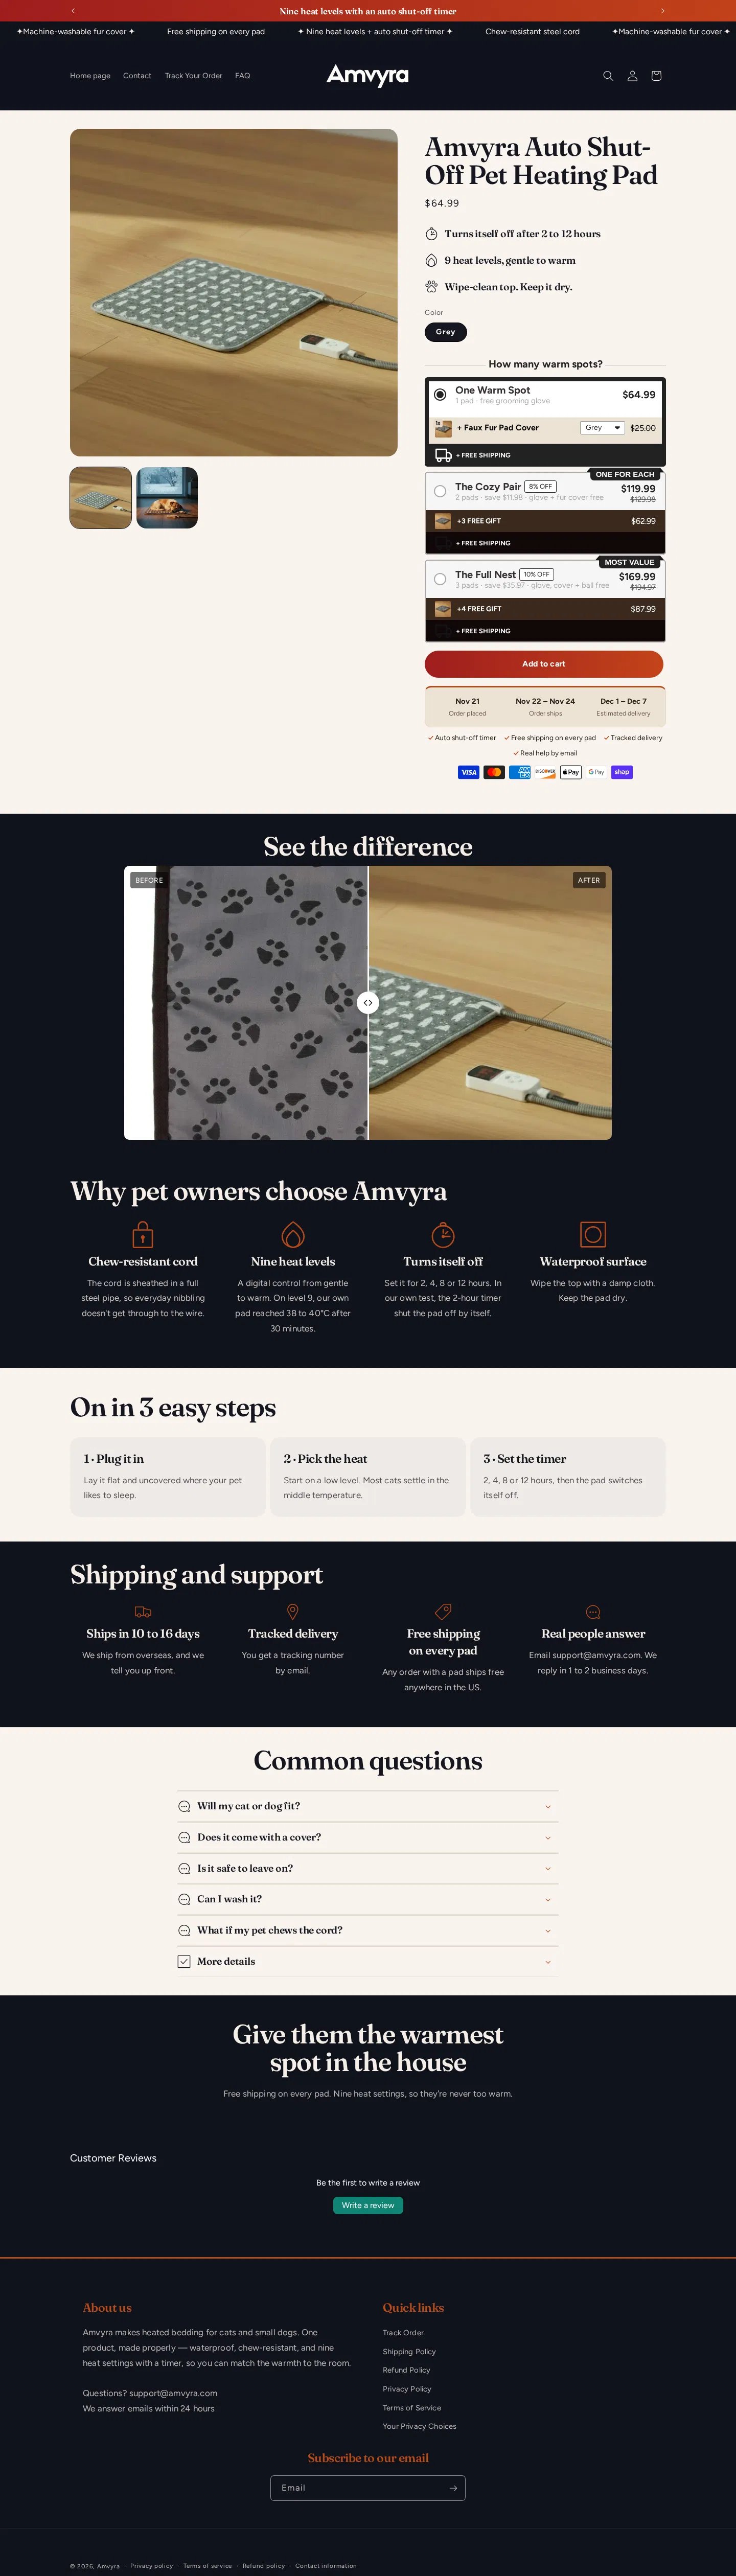 Nine heat levels with an auto shut-off timer
✦Machine-washable fur cover ✦ Free shipping on every pad ✦ Nine heat levels + auto shut-off timer ✦ Chew-resistant steel cord ✦Machine-washable fur cover ✦
Home page Contact Track Your Order FAQ
Amvyra
Amvyra Auto Shut-
Off Pet Heating Pad
$64.99
Turns itself off after 2 to 12 hours
9 heat levels, gentle to warm
Wipe-clean top. Keep it dry.
Color
Grey
How many warm spots?
One Warm Spot
$64.99
1 pad · free grooming glove
1x
+ Faux Fur Pad Cover
Grey
$25.00
+ FREE SHIPPING
ONE FOR EACH
The Cozy Pair 8% OFF
$119.99
2 pads · save $11.98 · glove + fur cover free
$129.98
+3 FREE GIFT
$62.99
+ FREE SHIPPING
MOST VALUE
The Full Nest 10% OFF
$169.99
3 pads · save $35.97 · glove, cover + ball free
$194.97
+4 FREE GIFT
$87.99
+ FREE SHIPPING
Add to cart
Nov 21 Nov 22 – Nov 24 Dec 1 – Dec 7
Order placed Order ships Estimated delivery
✓ Auto shut-off timer ✓ Free shipping on every pad ✓ Tracked delivery
✓ Real help by email
VISA AMEX DISCOVER Apple Pay G Pay shop
See the difference
BEFORE
AFTER
Why pet owners choose Amvyra
Chew-resistant cord
The cord is sheathed in a full
steel pipe, so everyday nibbling
doesn't get through to the wire.
Nine heat levels
A digital control from gentle
to warm. On level 9, our own
pad reached 38 to 40°C after
30 minutes.
Turns itself off
Set it for 2, 4, 8 or 12 hours. In
our own test, the 2-hour timer
shut the pad off by itself.
Waterproof surface
Wipe the top with a damp cloth.
Keep the pad dry.
On in 3 easy steps
1 · Plug it in
Lay it flat and uncovered where your pet
likes to sleep.
2 · Pick the heat
Start on a low level. Most cats settle in the
middle temperature.
3 · Set the timer
2, 4, 8 or 12 hours, then the pad switches
itself off.
Shipping and support
Ships in 10 to 16 days
We ship from overseas, and we
tell you up front.
Tracked delivery
You get a tracking number
by email.
Free shipping
on every pad
Any order with a pad ships free
anywhere in the US.
Real people answer
Email support@amvyra.com. We
reply in 1 to 2 business days.
Common questions
Will my cat or dog fit?
Does it come with a cover?
Is it safe to leave on?
Can I wash it?
What if my pet chews the cord?
More details
Give them the warmest
spot in the house
Free shipping on every pad. Nine heat settings, so they're never too warm.
Customer Reviews
Be the first to write a review
Write a review
About us
Amvyra makes heated bedding for cats and small dogs. One
product, made properly — waterproof, chew-resistant, and nine
heat settings with a timer, so you can match the warmth to the room.
Questions? support@amvyra.com
We answer emails within 24 hours
Quick links
Track Order
Shipping Policy
Refund Policy
Privacy Policy
Terms of Service
Your Privacy Choices
Subscribe to our email
Email
© 2026, Amvyra · Privacy policy · Terms of service · Refund policy · Contact information